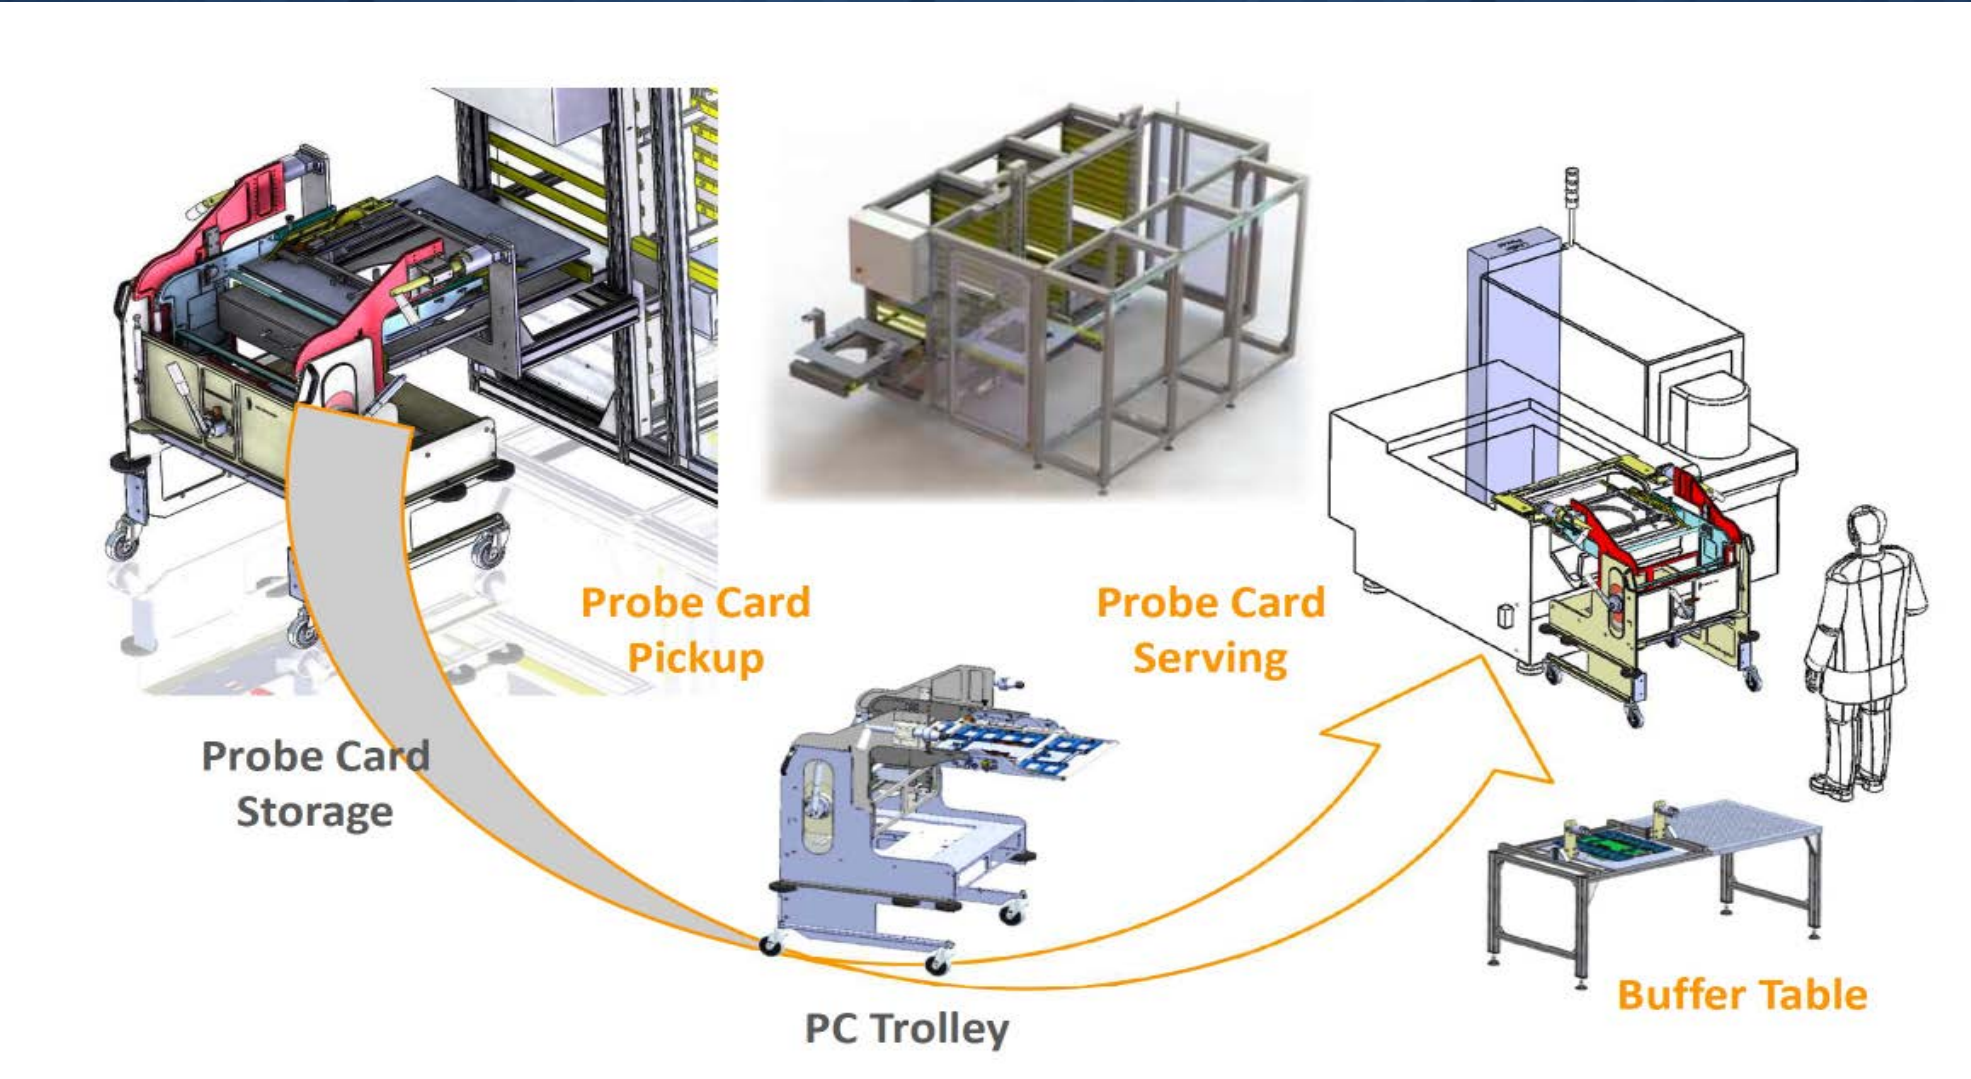 Probe Card
Pickup
Probe Card
Serving
Probe Card
Storage
PC Trolley
Buffer Table